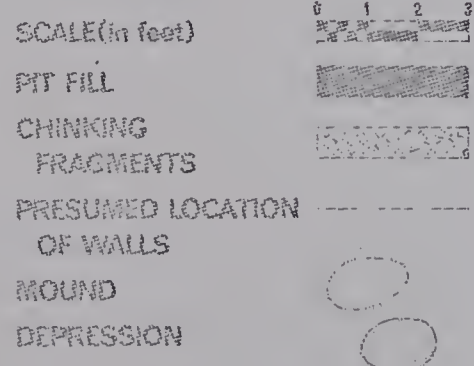 0 1 2 3
SCALE(in feet)
PIT FILL
CHINKING
FRAGMENTS
PRESUMED LOCATION
OF WALLS
MOUND
DEPRESSION